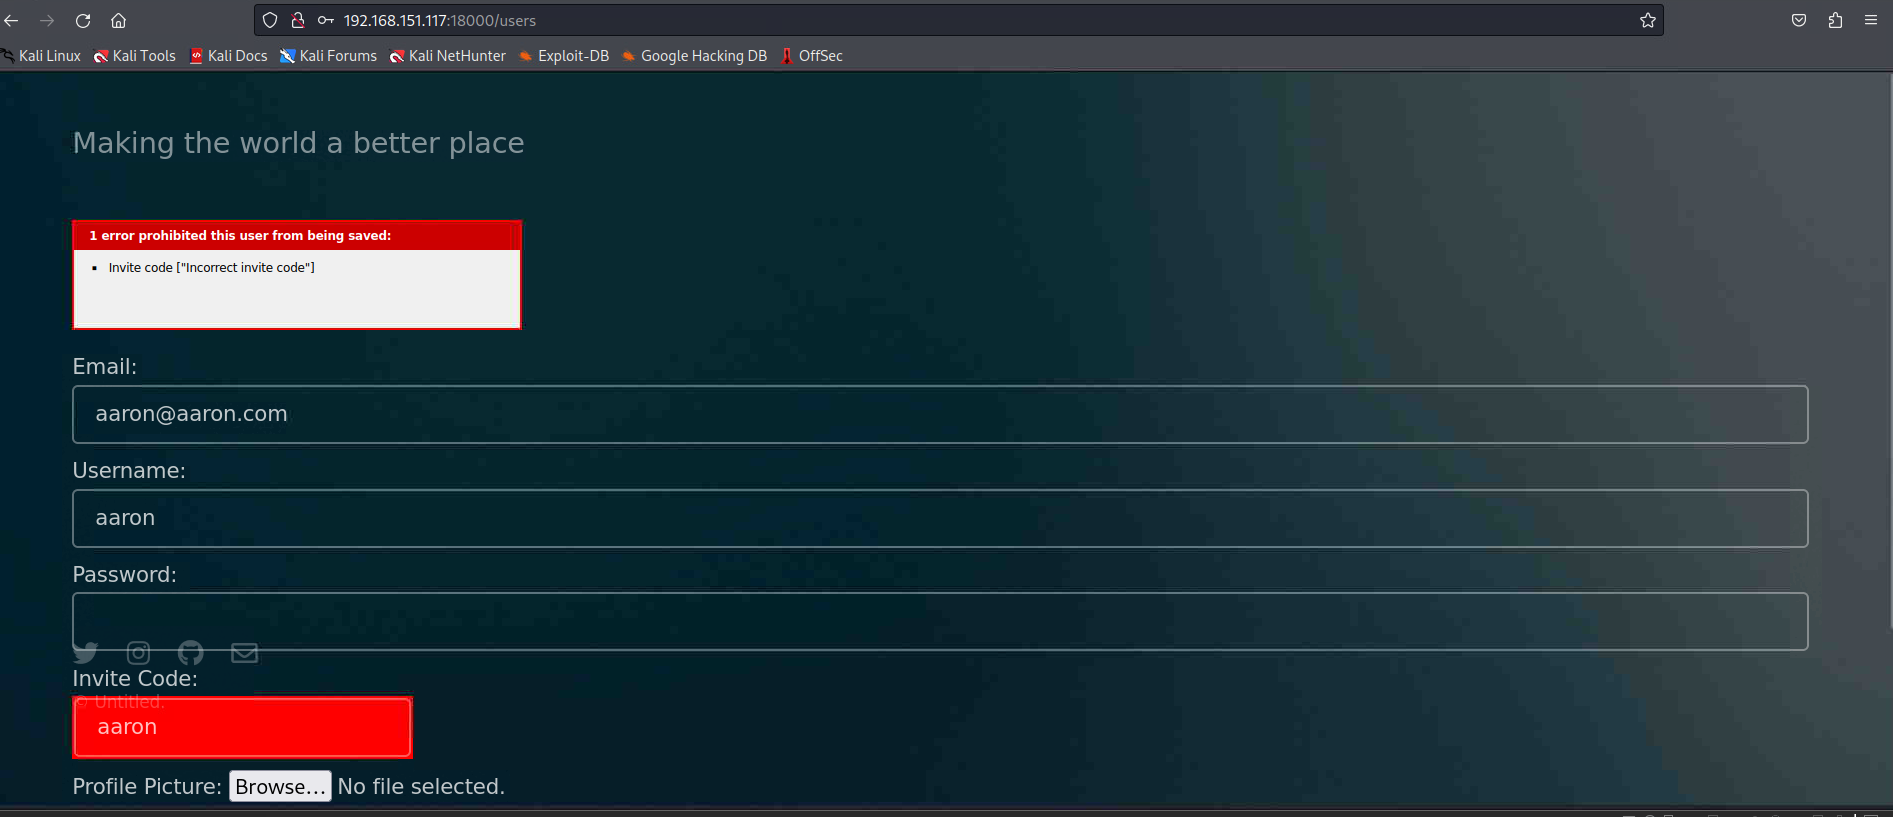 192.168.151.117:18000/users
Kali Linux Kali Tools Kali Docs Kali Forums Kali NetHunter Exploit-DB Google Hacking DB OffSec
Making the world a better place
1 error prohibited this user from being saved:
Invite code ["Incorrect invite code"]
Email:
aaron@aaron.com
Username:
aaron
Password:
Invite Code:
© Untitled.
aaron
Profile Picture: Browse... No file selected.